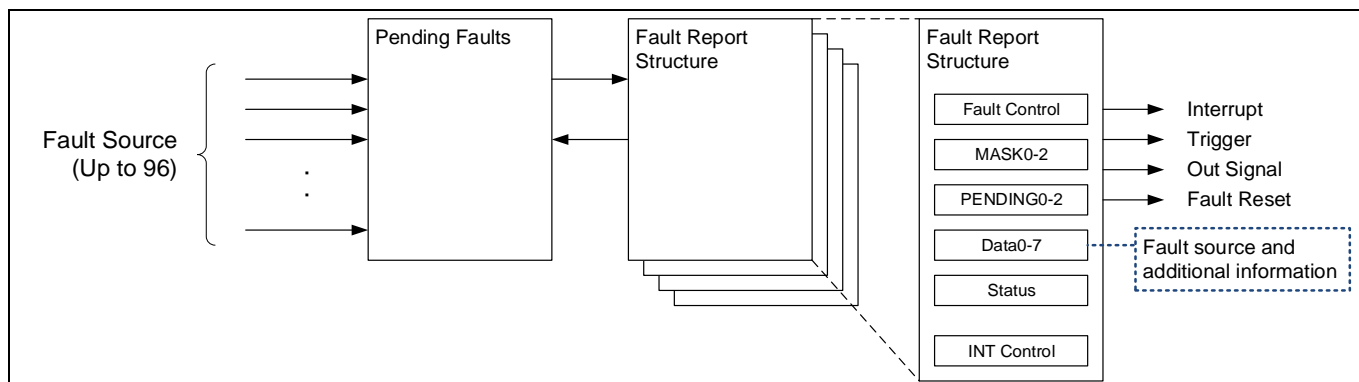 Fault Source
(Up to 96)
.
.
Pending Faults
Fault Report
Structure
Fault Report
Structure
Fault Control
MASK0-2
PENDING0-2
Data0-7
Status
INT Control
Interrupt
Trigger
Out Signal
Fault Reset
Fault source and
additional information